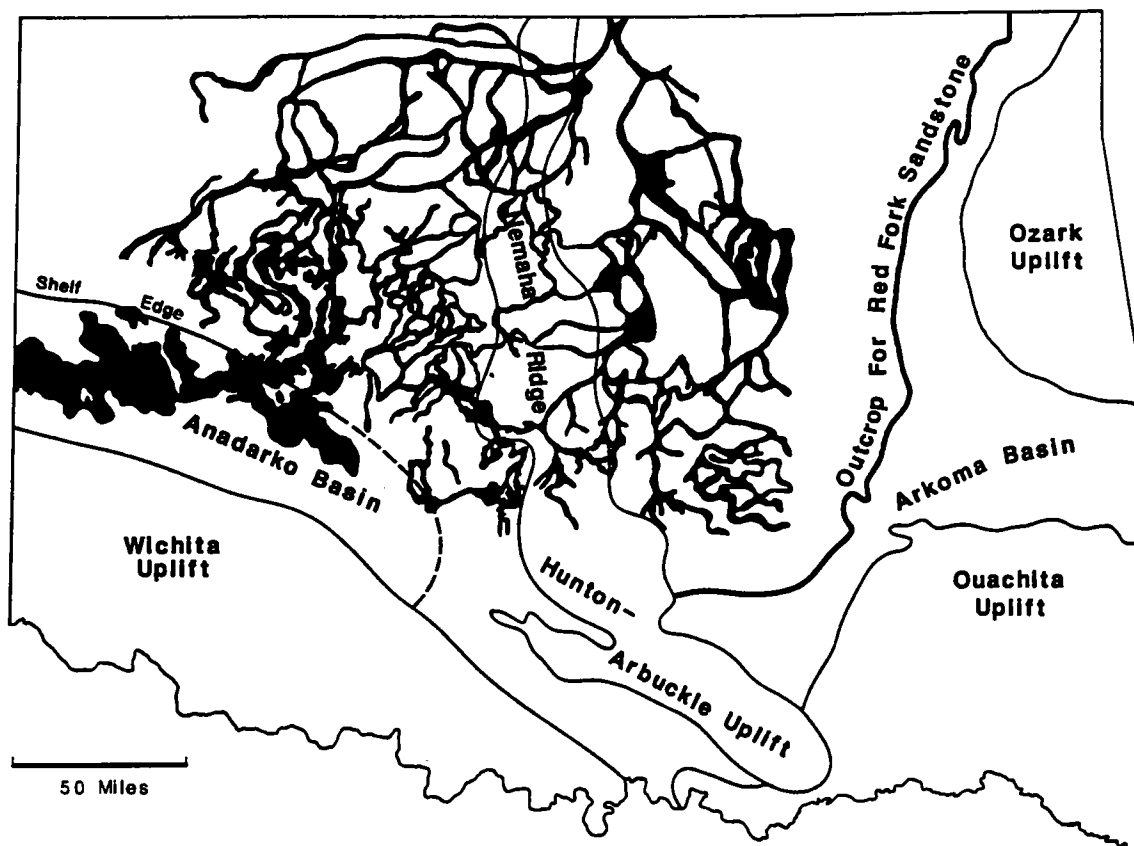 Outcrop For Red Fork Sandstone
Ozark
Uplift
Nemaha
Ridge
Shelf
Edge
Anadarko Basin
Arkoma Basin
Wichita
Uplift
Hunton–
Arbuckle Uplift
Ouachita
Uplift
50 Miles